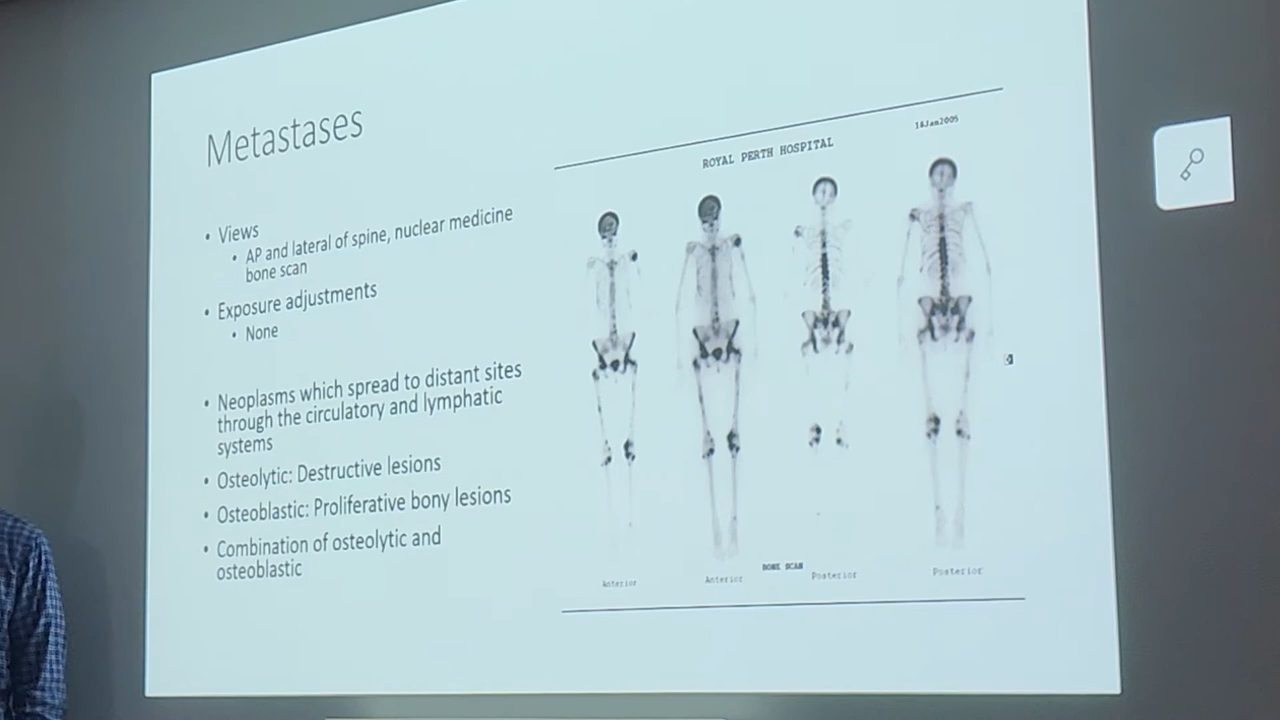 Metastases
• Views
• AP and lateral of spine, nuclear medicine
bone scan
• Exposure adjustments
• None
• Neoplasms which spread to distant sites
through the circulatory and lymphatic
systems
• Osteolytic: Destructive lesions
• Osteoblastic: Proliferative bony lesions
• Combination of osteolytic and
osteoblastic
ROYAL PERTH HOSPITAL
18Jan2005
BONE SCAN
Anterior
Anterior
Posterior
Posterior